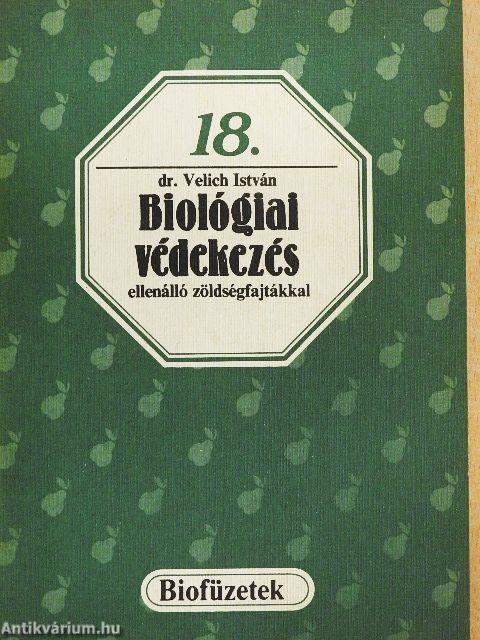 18.
dr. Velich István
Biológiai
védekezés
ellenálló zöldségfajtákkal
Biofüzetek
Antikvárium.hu